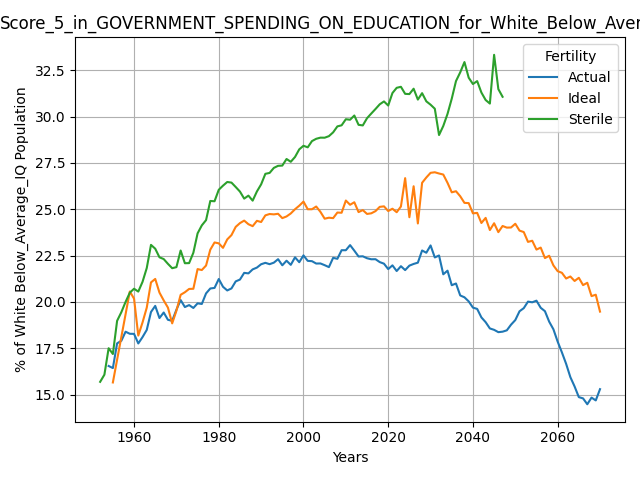 Score_5_in_GOVERNMENT_SPENDING_ON_EDUCATION_for_White_Below_Aver
% of White Below_Average_IQ Population
32.5
30.0
27.5
25.0
22.5
20.0
17.5
15.0
Fertility
Actual
Ideal
Sterile
1960
1980
2000
2020
2040
2060
Years